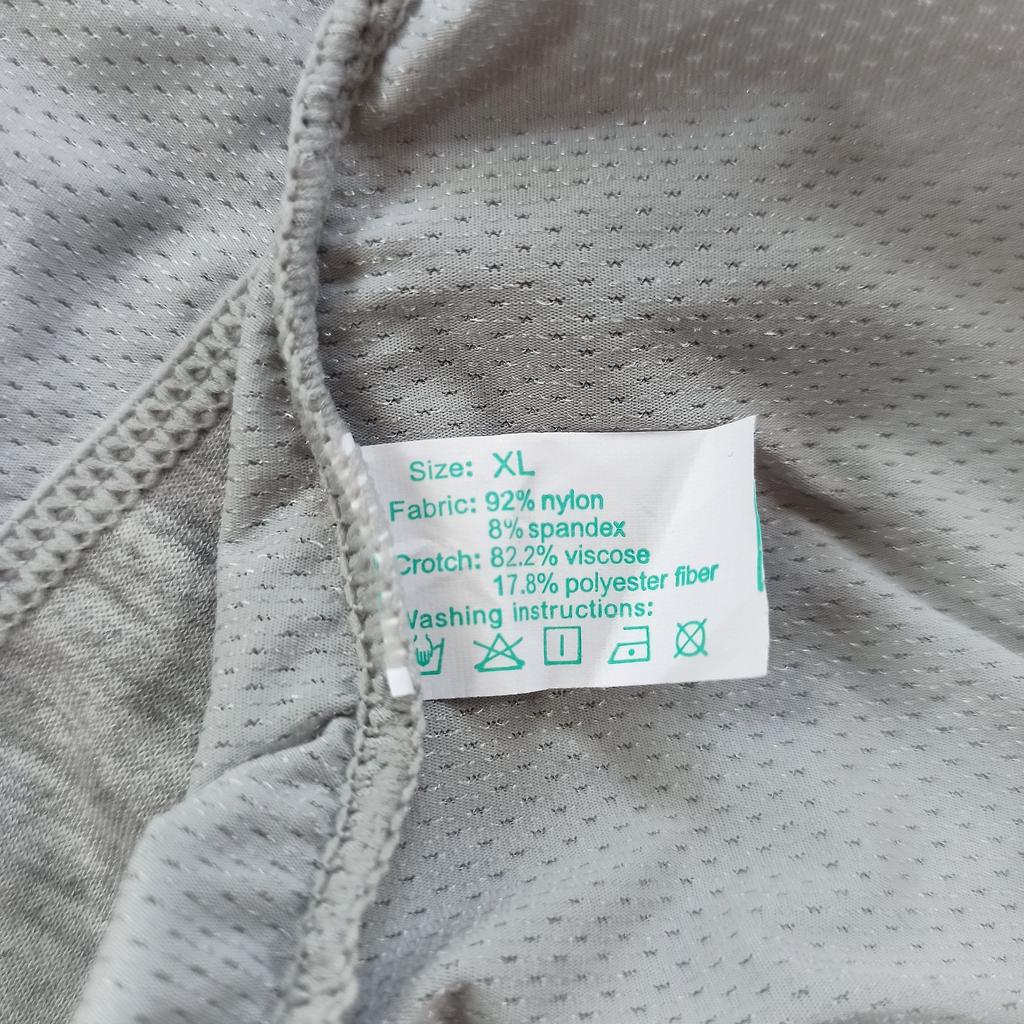 Size: XL
Fabric: 92% nylon
8% spandex
Crotch: 82.2% viscose
17.8% polyester fiber
Washing instructions: